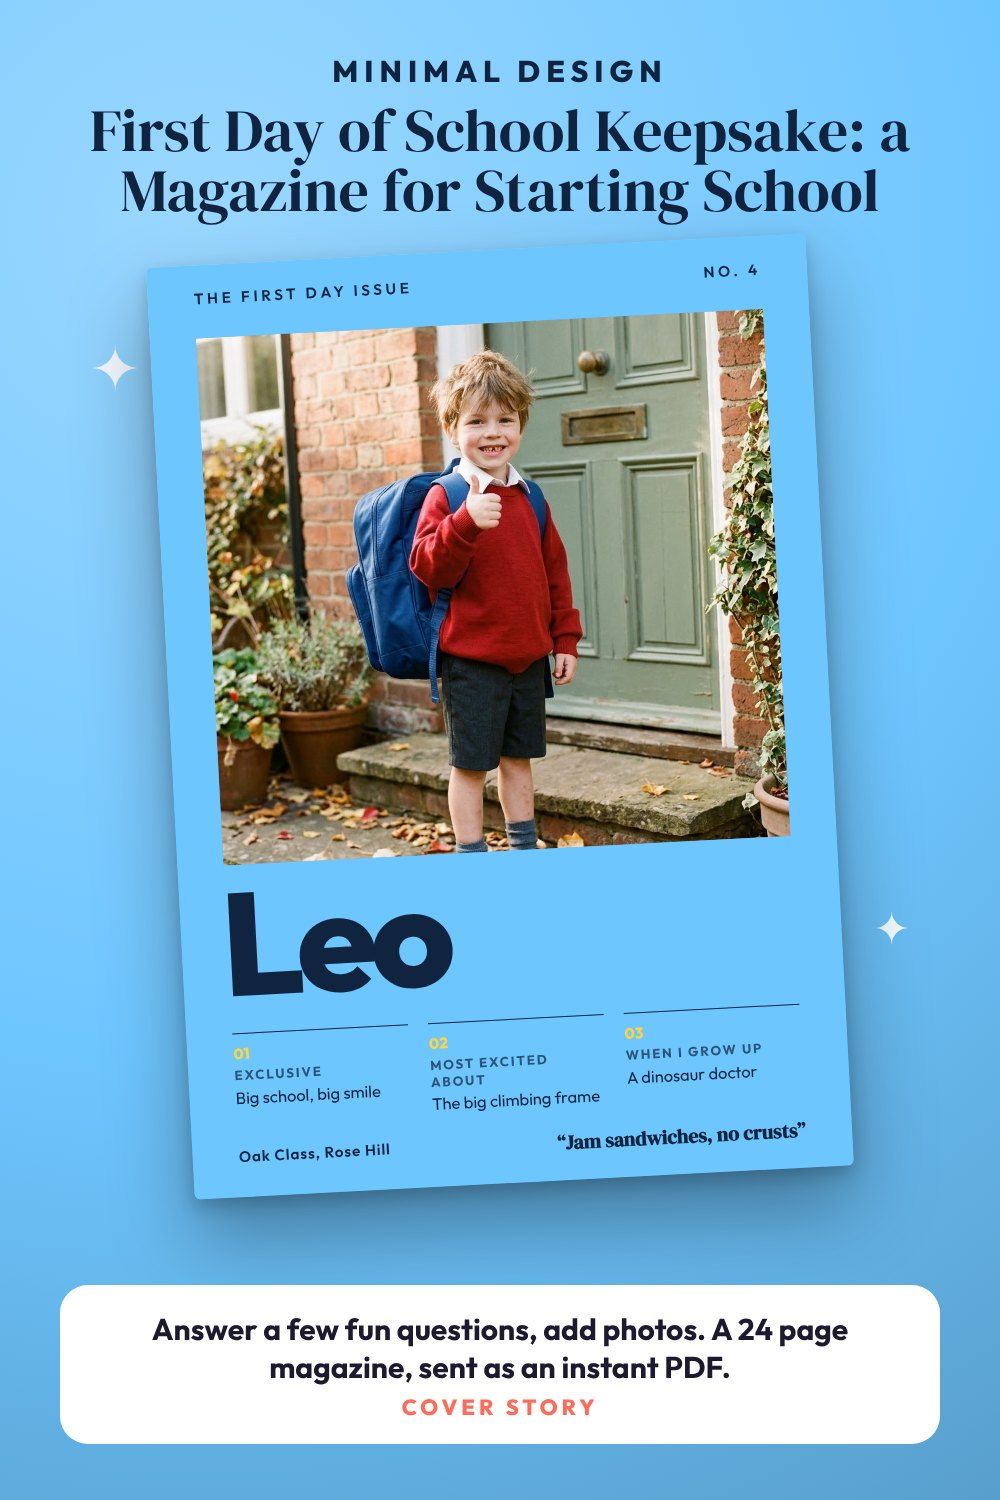 MINIMAL DESIGN
First Day of School Keepsake: a
Magazine for Starting School
THE FIRST DAY ISSUE
NO. 4
Leo
01
EXCLUSIVE
Big school, big smile
02
MOST EXCITED
ABOUT
The big climbing frame
03
WHEN I GROW UP
A dinosaur doctor
Oak Class, Rose Hill
“Jam sandwiches, no crusts”
Answer a few fun questions, add photos. A 24 page
magazine, sent as an instant PDF.
COVER STORY